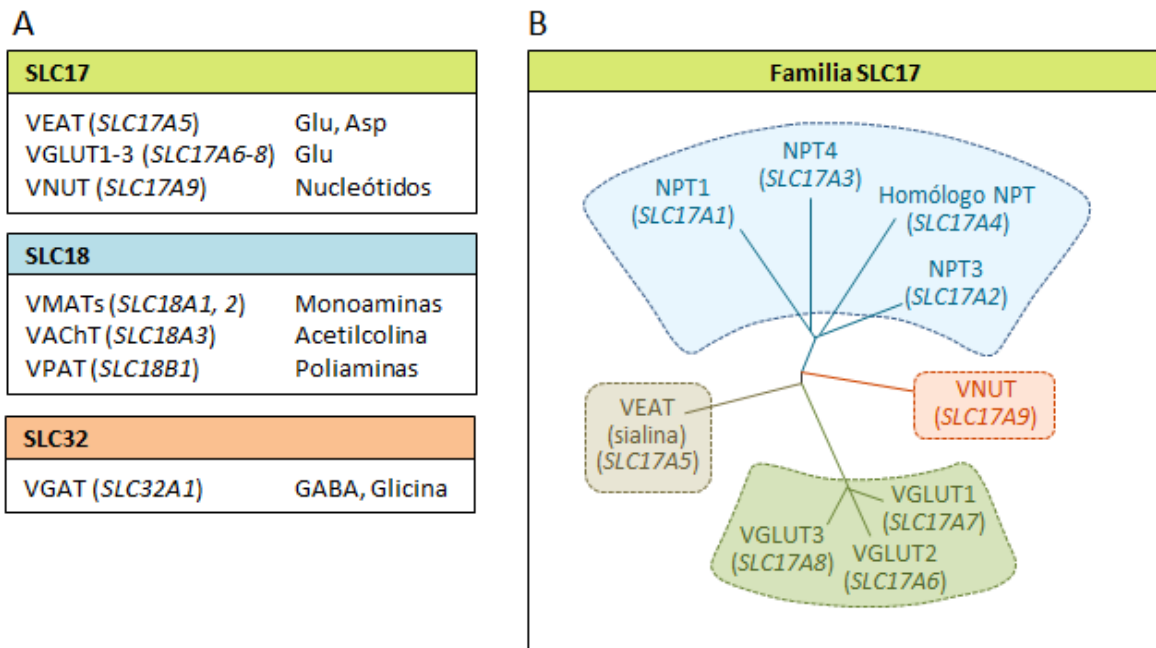 A
SLC17
VEAT (SLC17A5) Glu, Asp
VGLUT1-3 (SLC17A6-8) Glu
VNUT (SLC17A9) Nucleótidos
SLC18
VMATs (SLC18A1, 2) Monoaminas
VAChT (SLC18A3) Acetilcolina
VPAT (SLC18B1) Poliaminas
SLC32
VGAT (SLC32A1) GABA, Glicina
B
Familia SLC17
NPT4
(SLC17A3)
NPT1
(SLC17A1)
Homólogo NPT
(SLC17A4)
NPT3
(SLC17A2)
VNUT
(SLC17A9)
VEAT
(sialina)
(SLC17A5)
VGLUT1
(SLC17A7)
VGLUT3
(SLC17A8)
VGLUT2
(SLC17A6)